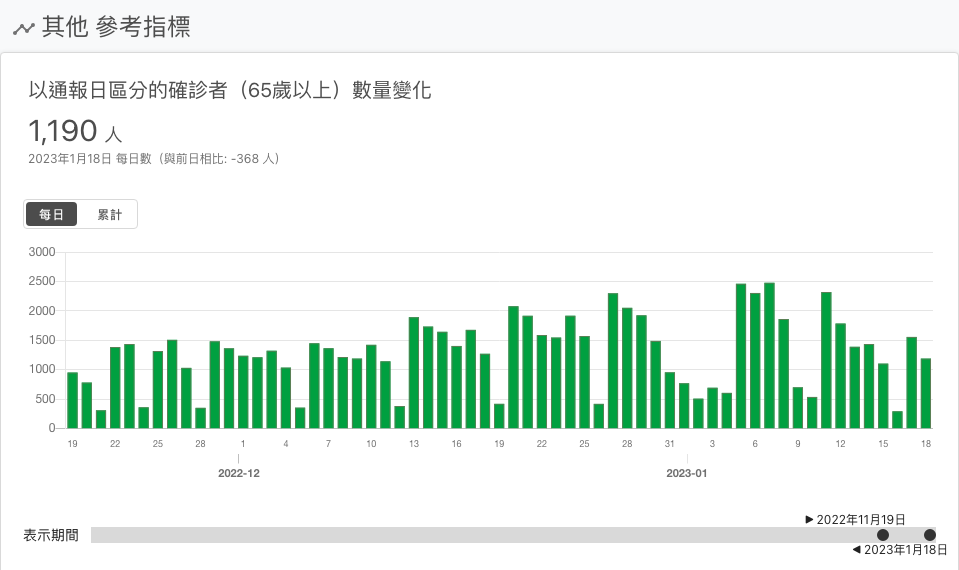 其他 參考指標
以通報日區分的確診者（65歲以上）數量變化
1,190 人
2023年1月18日 每日數（與前日相比: -368 人）
每日 累計
3000
2500
2000
1500
1000
500
0
19 22 25 28 1 4 7 10 13 16 19 22 25 28 31 3 6 9 12 15 18
2022-12 2023-01
▶ 2022年11月19日
表示期間
◀ 2023年1月18日